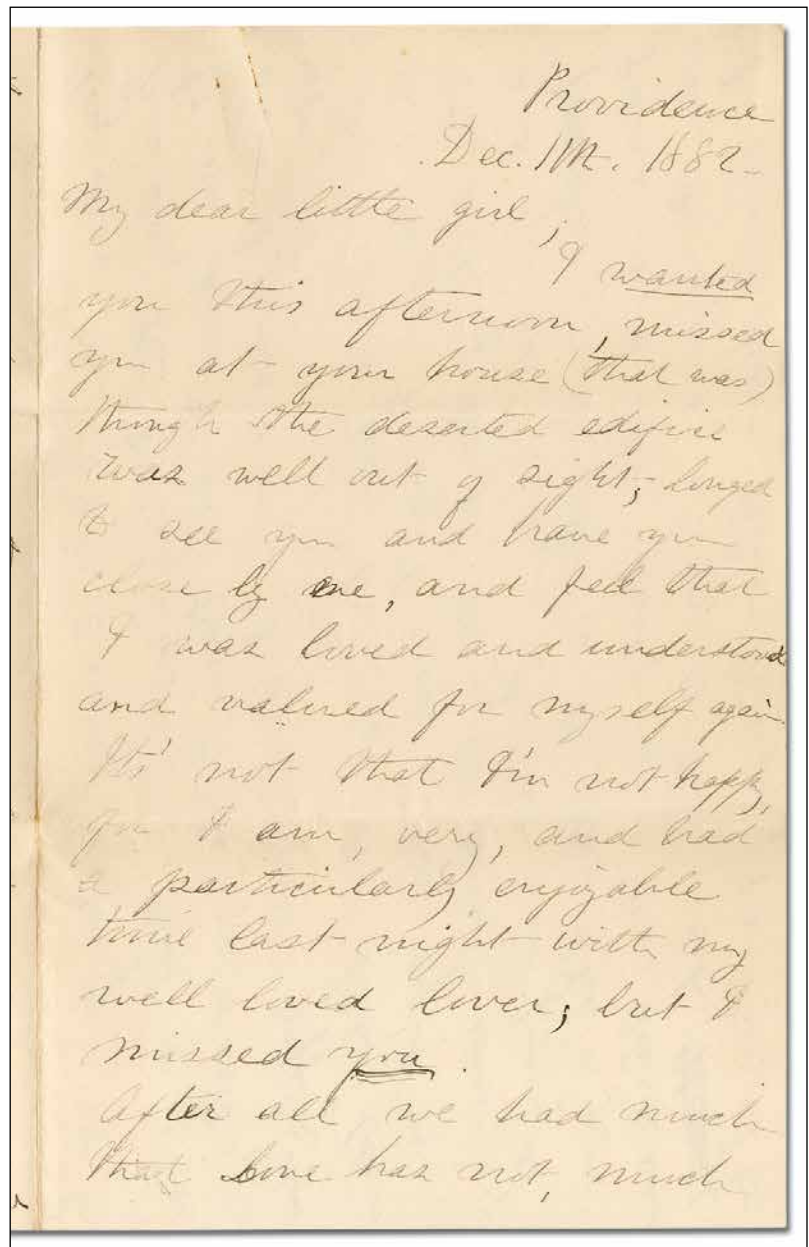 Providence
Dec. 11th. 1882.
My dear little girl,
I wanted
you this afternoon, missed
you at your house (that was)
though the deserted edifice
was well out of sight; longed
to see you and have you
close by me, and feel that
I was loved and understood
and valued for myself again.
Its' not that I'm not happy,
for I am, very, and had
a particularly enjoyable
time last night with my
well loved lover; but I
missed you.
After all we had much
that Love has not, much